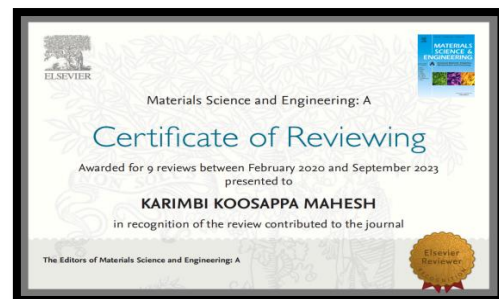 ELSEVIER
MATERIALS
SCIENCE &
ENGINEERING
A
Materials Science and Engineering: A
Certificate of Reviewing
Awarded for 9 reviews between February 2020 and September 2023
presented to
KARIMBI KOOSAPPA MAHESH
in recognition of the review contributed to the journal
The Editors of Materials Science and Engineering: A
Elsevier
Reviewer
RECOGNITION